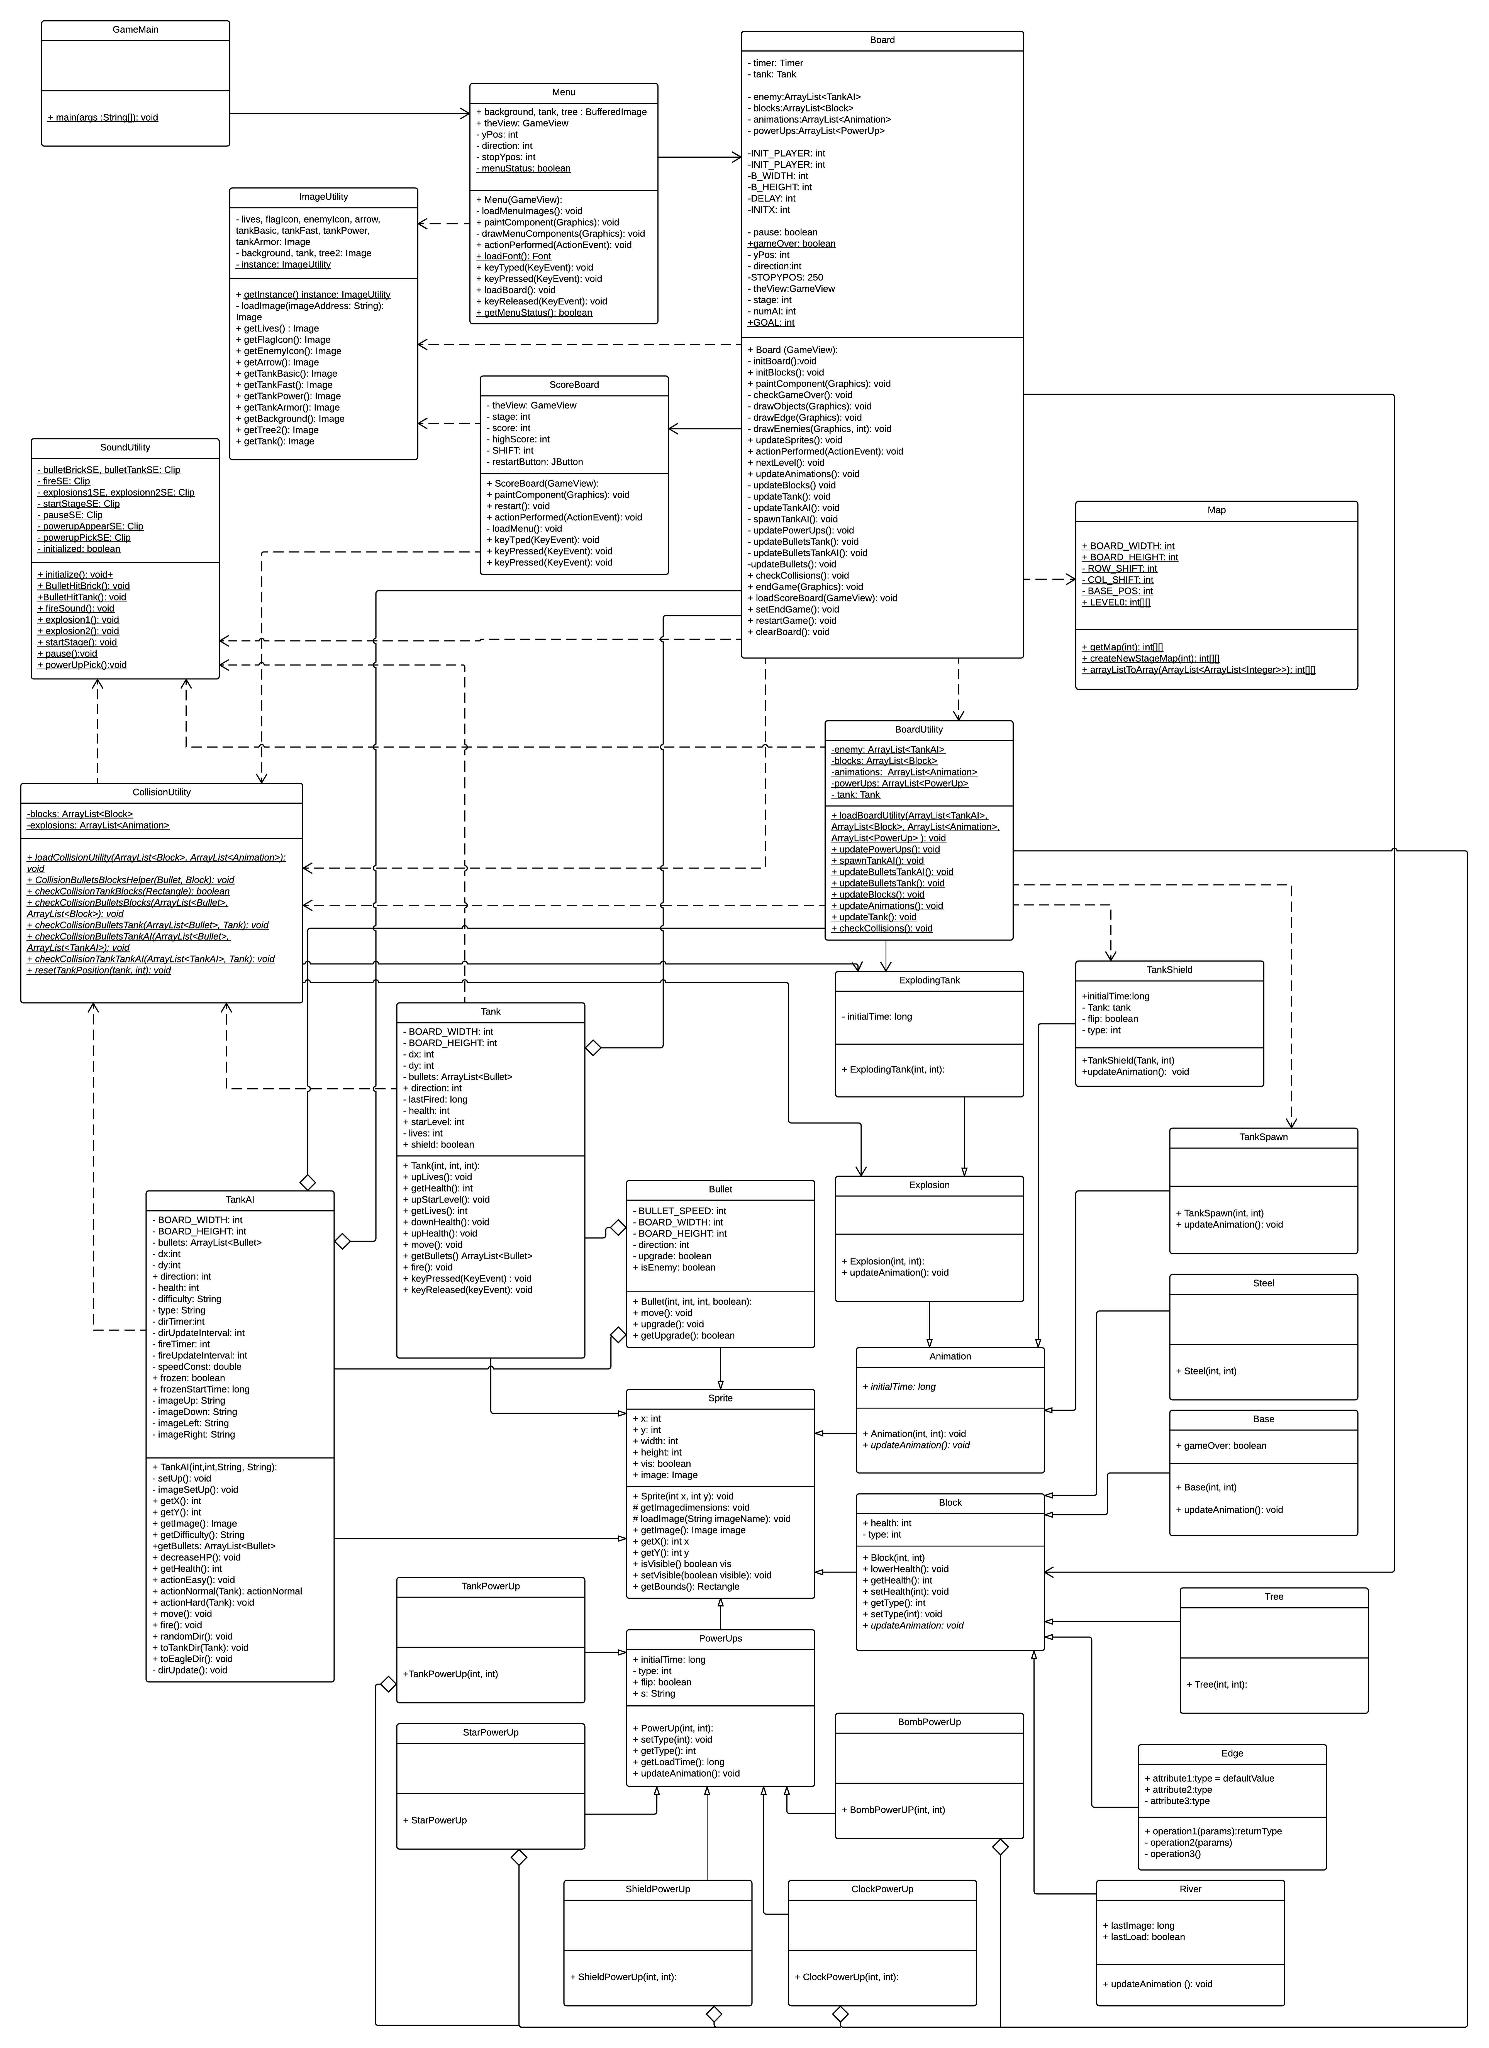 GameMain
+ main(args :String[]): void
Menu
+ background, tank, tree : BufferedImage
+ theView: GameView
- yPos: int
- direction: int
- stopYpos: int
- menuStatus: boolean
+ Menu(GameView):
- loadMenuImages(): void
+ paintComponent(Graphics): void
- drawMenuComponents(Graphics): void
+ actionPerformed(ActionEvent): void
+ loadFont(): Font
+ keyTyped(KeyEvent): void
+ keyPressed(KeyEvent): void
+ loadBoard(): void
+ keyReleased(KeyEvent): void
+ getMenuStatus(): boolean
Board
- timer: Timer
- tank: Tank
- enemy:ArrayList<TankAI>
- blocks:ArrayList<Block>
- animations:ArrayList<Animation>
- powerUps:ArrayList<PowerUp>
-INIT_PLAYER: int
-INIT_PLAYER: int
-B_WIDTH: int
-B_HEIGHT: int
-DELAY: int
-INITX: int
- pause: boolean
+gameOver: boolean
- yPos: int
- direction:int
-STOPYPOS: 250
- theView:GameView
- stage: int
- numAI: int
+GOAL: int
+ Board (GameView):
- initBoard():void
+ initBlocks(): void
+ paintComponent(Graphics): void
- checkGameOver(): void
- drawObjects(Graphics): void
- drawEdge(Graphics): void
- drawEnemies(Graphics, int): void
+ updateSprites(): void
+ actionPerformed(ActionEvent): void
+ nextLevel(): void
+ updateAnimations(): void
- updateBlocks() void
- updateTank(): void
- updateTankAI(): void
- spawnTankAI(): void
- updatePowerUps(): void
- updateBulletsTank(): void
- updateBulletsTankAI(): void
-updateBullets(): void
+ checkCollisions(): void
+ endGame(Graphics): void
+ loadScoreBoard(GameView): void
+ setEndGame(): void
+ restartGame(): void
+ clearBoard(): void
ImageUtility
- lives, flagIcon, enemyIcon, arrow,
tankBasic, tankFast, tankPower,
tankArmor: Image
- background, tank, tree2: Image
- instance: ImageUtility
+ getInstance() instance: ImageUtility
- loadImage(imageAddress: String):
Image
+ getLives() : Image
+ getFlagIcon(): Image
+ getEnemyIcon(): Image
+ getArrow(): Image
+ getTankBasic(): Image
+ getTankFast(): Image
+ getTankPower(): Image
+ getTankArmor(): Image
+ getBackground(): Image
+ getTree2(): Image
+ getTank(): Image
ScoreBoard
- theView: GameView
- stage: int
- score: int
- highScore: int
- SHIFT: int
- restartButton: JButton
+ ScoreBoard(GameView):
+ paintComponent(Graphics): void
+ restart(): void
+ actionPerformed(ActionEvent): void
- loadMenu(): void
+ keyTped(KeyEvent): void
+ keyPressed(KeyEvent): void
+ keyPressed(KeyEvent): void
SoundUtility
- bulletBrickSE, bulletTankSE: Clip
- fireSE: Clip
- explosions1SE, explosionn2SE: Clip
- startStageSE: Clip
- pauseSE: Clip
- powerupAppearSE: Clip
- powerupPickSE: Clip
- initialized: boolean
+ initialize(): void+
+ BulletHitBrick(): void
+BulletHitTank(): void
+ fireSound(): void
+ explosion1(): void
+ explosion2(): void
+ startStage(): void
+ pause():void
+ powerUpPick():void
Map
+ BOARD_WIDTH: int
+ BOARD_HEIGHT: int
- ROW_SHIFT: int
- COL_SHIFT: int
- BASE_POS: int
+ LEVEL0: int[][]
+ getMap(int): int[][]
+ createNewStageMap(int): int[][]
+ arrayListToArray(ArrayList<ArrayList<Integer>>): int[][]
BoardUtility
-enemy: ArrayList<TankAI>
-blocks: ArrayList<Block>
-animations: ArrayList<Animation>
-powerUps: ArrayList<PowerUp>
- tank: Tank
+ loadBoardUtility(ArrayList<TankAI>,
ArrayList<Block>, ArrayList<Animation>,
ArrayList<PowerUp> ): void
+ updatePowerUps(): void
+ spawnTankAI(): void
+ updateBulletsTankAI(): void
+ updateBulletsTank(): void
+ updateBlocks(): void
+ updateAnimations(): void
+ updateTank(): void
+ checkCollisions(): void
CollisionUtility
-blocks: ArrayList<Block>
-explosions: ArrayList<Animation>
+ loadCollisionUtility(ArrayList<Block>, ArrayList<Animation>):
void
+ CollisionBulletsBlocksHelper(Bullet, Block): void
+ checkCollisionTankBlocks(Rectangle): boolean
+ checkCollisionBulletsBlocks(ArrayList<Bullet>,
ArrayList<Block>): void
+ checkCollisionBulletsTank(ArrayList<Bullet>, Tank): void
+ checkCollisionBulletsTankAI(ArrayList<Bullet>,
ArrayList<TankAI>): void
+ checkCollisionTankTankAI(ArrayList<TankAI>, Tank): void
+ resetTankPosition(tank, int): void
ExplodingTank
- initialTime: long
+ ExplodingTank(int, int):
TankShield
+initialTime:long
- Tank: tank
- flip: boolean
- type: int
+TankShield(Tank, int)
+updateAnimation(): void
Tank
- BOARD_WIDTH: int
- BOARD_HEIGHT: int
- dx: int
- dy: int
- bullets: ArrayList<Bullet>
+ direction: int
- lastFired: long
- health: int
+ starLevel: int
- lives: int
+ shield: boolean
+ Tank(int, int, int):
+ upLives(): void
+ getHealth(): int
+ upStarLevel(): void
+ getLives(): int
+ downHealth(): void
+ upHealth(): void
+ move(): void
+ getBullets() ArrayList<Bullet>
+ fire(): void
+ keyPressed(KeyEvent) : void
+ keyReleased(keyEvent): void
TankSpawn
+ TankSpawn(int, int)
+ updateAnimation(): void
Explosion
+ Explosion(int, int):
+ updateAnimation(): void
Bullet
- BULLET_SPEED: int
- BOARD_WIDTH: int
- BOARD_HEIGHT: int
- direction: int
- upgrade: boolean
+ isEnemy: boolean
+ Bullet(int, int, int, boolean):
+ move(): void
+ upgrade(): void
+ getUpgrade(): boolean
TankAI
- BOARD_WIDTH: int
- BOARD_HEIGHT: int
- bullets: ArrayList<Bullet>
- dx:int
- dy:int
+ direction: int
- health: int
- difficulty: String
- type: String
- dirTimer:int
- dirUpdateInterval: int
- fireTimer: int
- fireUpdateInterval: int
- speedConst: double
+ frozen: boolean
+ frozenStartTime: long
- imageUp: String
- imageDown: String
- imageLeft: String
- imageRight: String
+ TankAI(int,int,String, String):
- setUp(): void
- imageSetUp(): void
+ getX(): int
+ getY(): int
+ getImage(): Image
+ getDifficulty(): String
+getBullets: ArrayList<Bullet>
+ decreaseHP(): void
+ getHealth(): int
+ actionEasy(): void
+ actionNormal(Tank): actionNormal
+ actionHard(Tank): void
+ move(): void
+ fire(): void
+ randomDir(): void
+ toTankDir(Tank): void
+ toEagleDir(): void
- dirUpdate(): void
Steel
+ Steel(int, int)
Animation
+ initialTime: long
+ Animation(int, int): void
+ updateAnimation(): void
Sprite
+ x: int
+ y: int
+ width: int
+ height: int
+ vis: boolean
+ image: Image
+ Sprite(int x, int y): void
# getImagedimensions: void
# loadImage(String imageName): void
+ getImage(): Image image
+ getX(): int x
+ getY(): int y
+ isVisible() boolean vis
+ setVisible(boolean visible): void
+ getBounds(): Rectangle
Base
+ gameOver: boolean
+ Base(int, int)
+ updateAnimation(): void
Block
+ health: int
- type: int
+ Block(int, int)
+ lowerHealth(): void
+ getHealth(): int
+ setHealth(int): void
+ getType(): int
+ setType(int): void
+ updateAnimation(): void
TankPowerUp
+TankPowerUp(int, int)
Tree
+ Tree(int, int):
PowerUps
+ initialTime: long
- type: int
+ flip: boolean
+ s: String
+ PowerUp(int, int):
+ setType(int): void
+ getType(): int
+ getLoadTime(): long
+ updateAnimation(): void
StarPowerUp
+ StarPowerUp
BombPowerUp
+ BombPowerUP(int, int)
Edge
+ attribute1:type = defaultValue
+ attribute2:type
- attribute3:type
+ operation1(params):returnType
- operation2(params)
- operation3()
ShieldPowerUp
+ ShieldPowerUp(int, int):
ClockPowerUp
+ ClockPowerUp(int, int):
River
+ lastImage: long
+ lastLoad: boolean
+ updateAnimation (): void